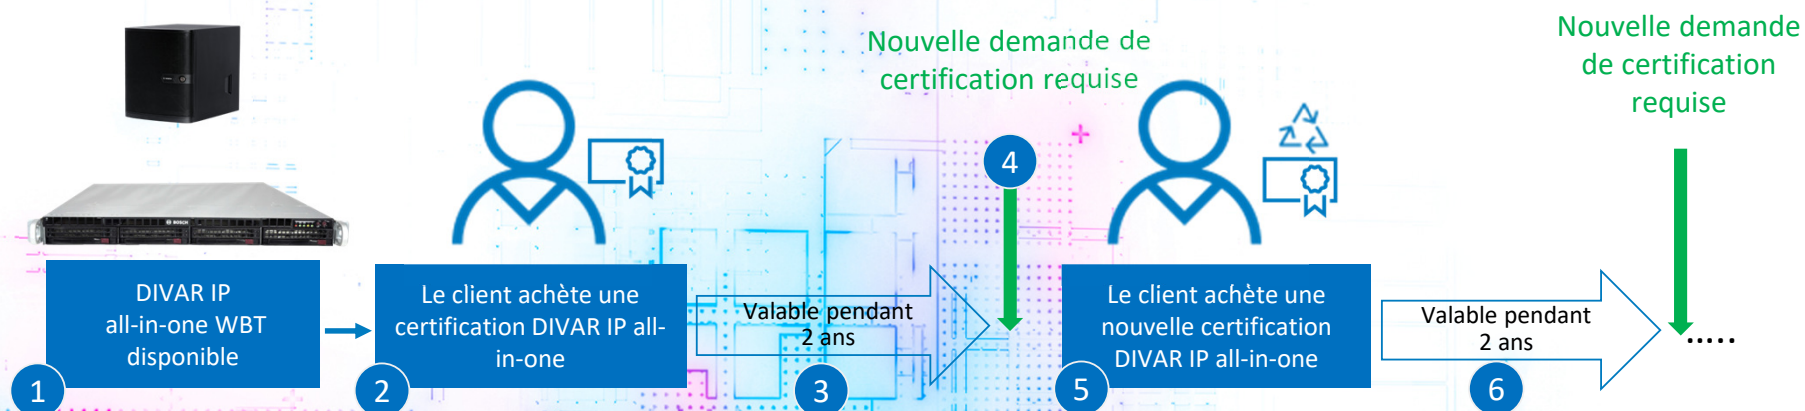 Nouvelle demande de
certification requise
Nouvelle demande
de certification
requise
4
BOSCH
DIVAR IP
all-in-one WBT
disponible
1
Le client achète une
certification DIVAR IP all-
in-one
2
Valable pendant
2 ans
3
Le client achète une
nouvelle certification
DIVAR IP all-in-one
5
Valable pendant
2 ans
6
.....